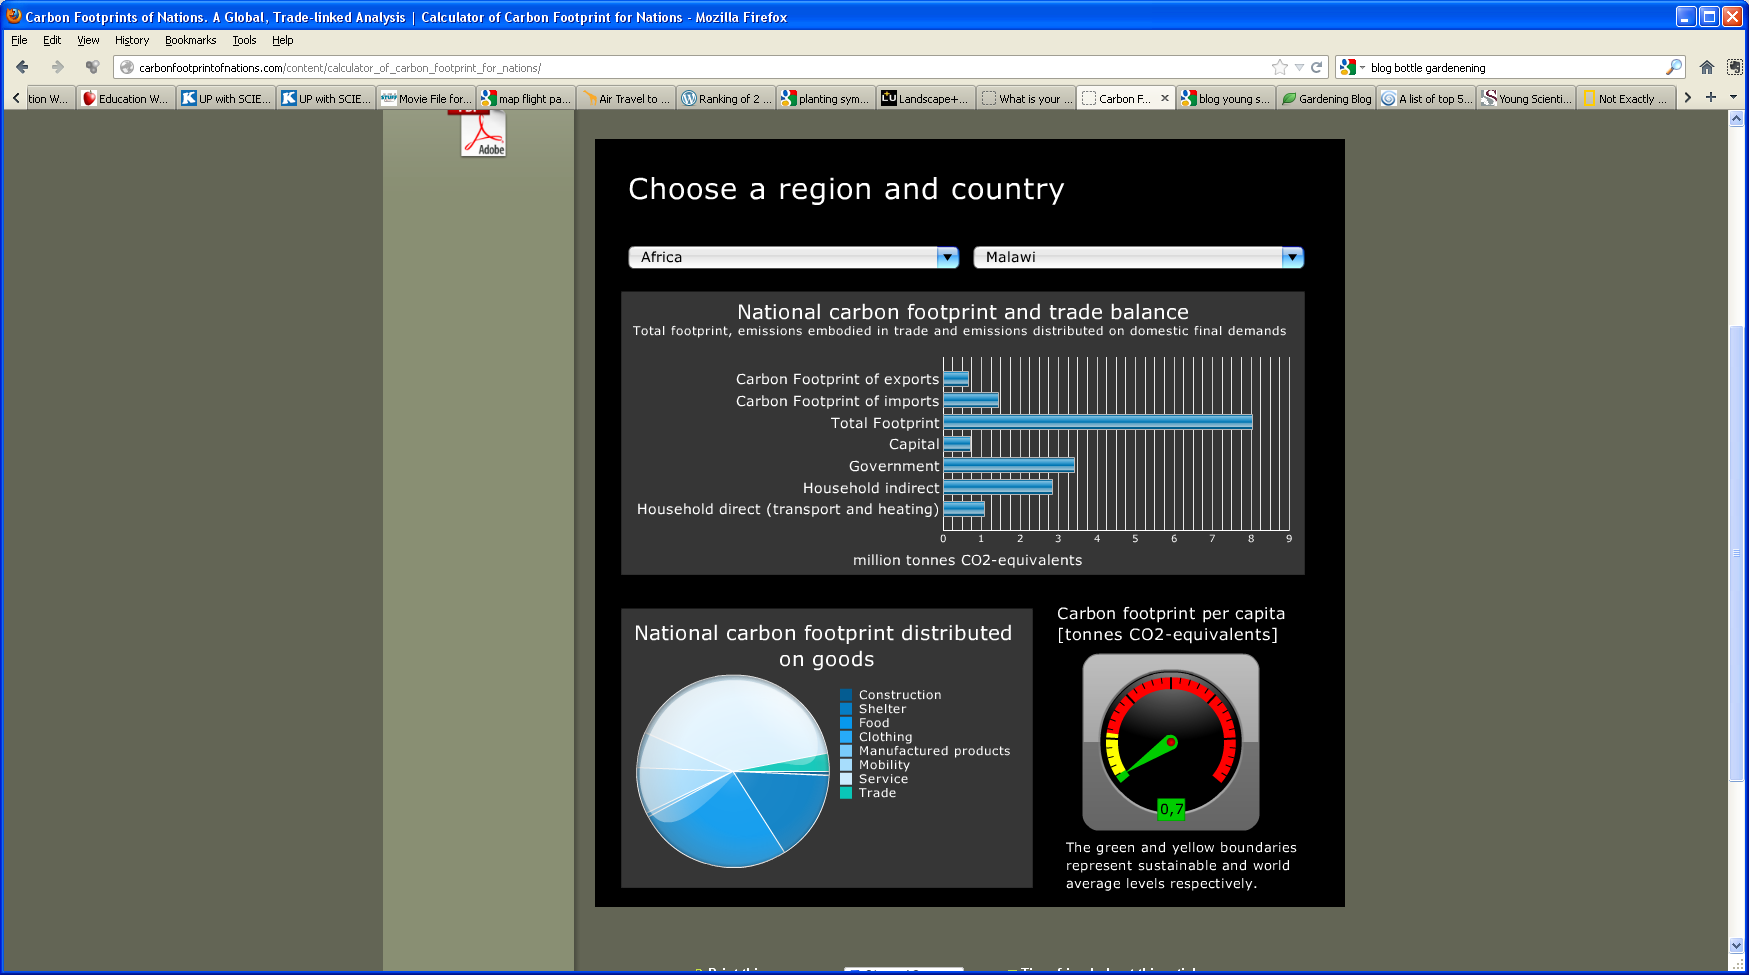 Carbon Footprints of Nations. A Global, Trade-linked Analysis | Calculator of Carbon Footprint for Nations - Mozilla Firefox
File Edit View History Bookmarks Tools Help
carbonfootprintofnations.com/content/calculator_of_carbon_footprint_for_nations/
blog bottle gardenening
tion W... Education W... UP with SCIE... UP with SCIE... Movie File for... map flight pa... Air Travel to ... Ranking of 2 ... planting sym... Landscape+... What is your ... Carbon F... blog young s... Gardening Blog A list of top 5... Young Scienti... Not Exactly ...
Adobe
Choose a region and country
Africa Malawi
National carbon footprint and trade balance
Total footprint, emissions embodied in trade and emissions distributed on domestic final demands
Carbon Footprint of exports
Carbon Footprint of imports
Total Footprint
Capital
Government
Household indirect
Household direct (transport and heating)
0 1 2 3 4 5 6 7 8 9
million tonnes CO2-equivalents
National carbon footprint distributed
on goods
Construction
Shelter
Food
Clothing
Manufactured products
Mobility
Service
Trade
Carbon footprint per capita
[tonnes CO2-equivalents]
0,7
The green and yellow boundaries
represent sustainable and world
average levels respectively.